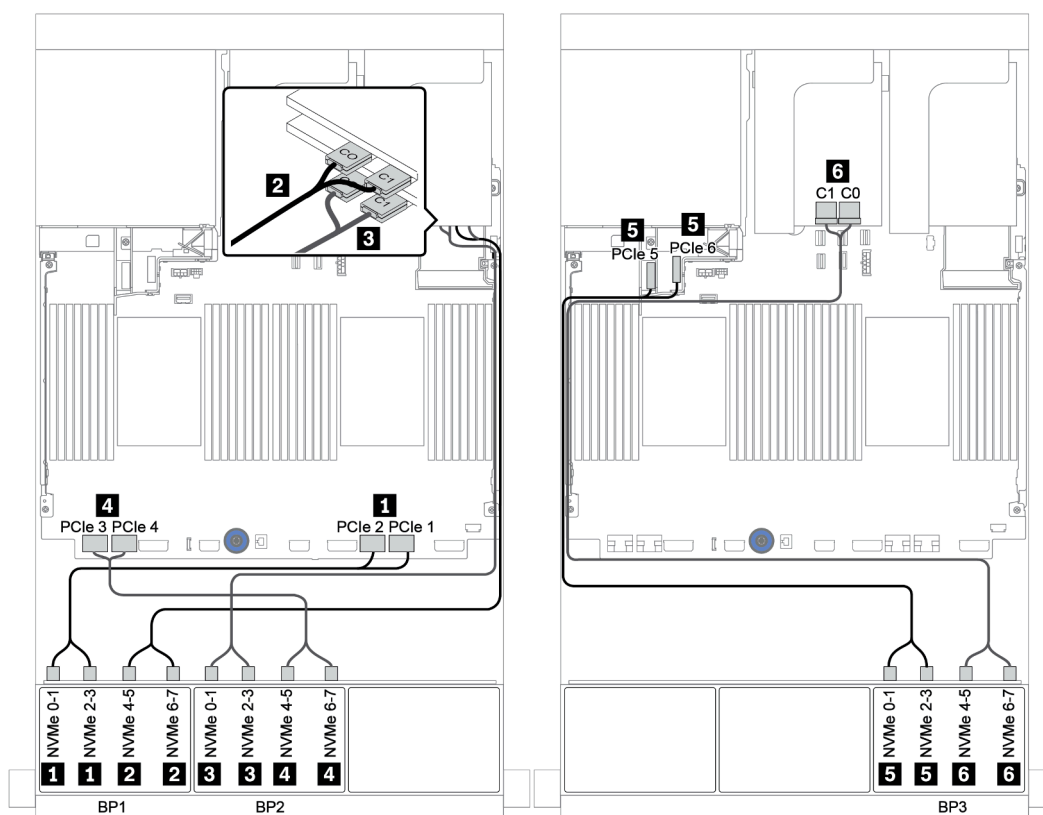 C0
C1
2
C1
3
4
PCIe 3 PCIe 4
1
PCIe 2 PCIe 1
NVMe 0-1
NVMe 2-3
NVMe 4-5
NVMe 6-7
NVMe 0-1
NVMe 2-3
NVMe 4-5
NVMe 6-7
1 1 2 2 3 3 4 4
BP1 BP2
6
C1 C0
5 5
PCIe 5 PCIe 6
NVMe 0-1
NVMe 2-3
NVMe 4-5
NVMe 6-7
5 5 6 6
BP3